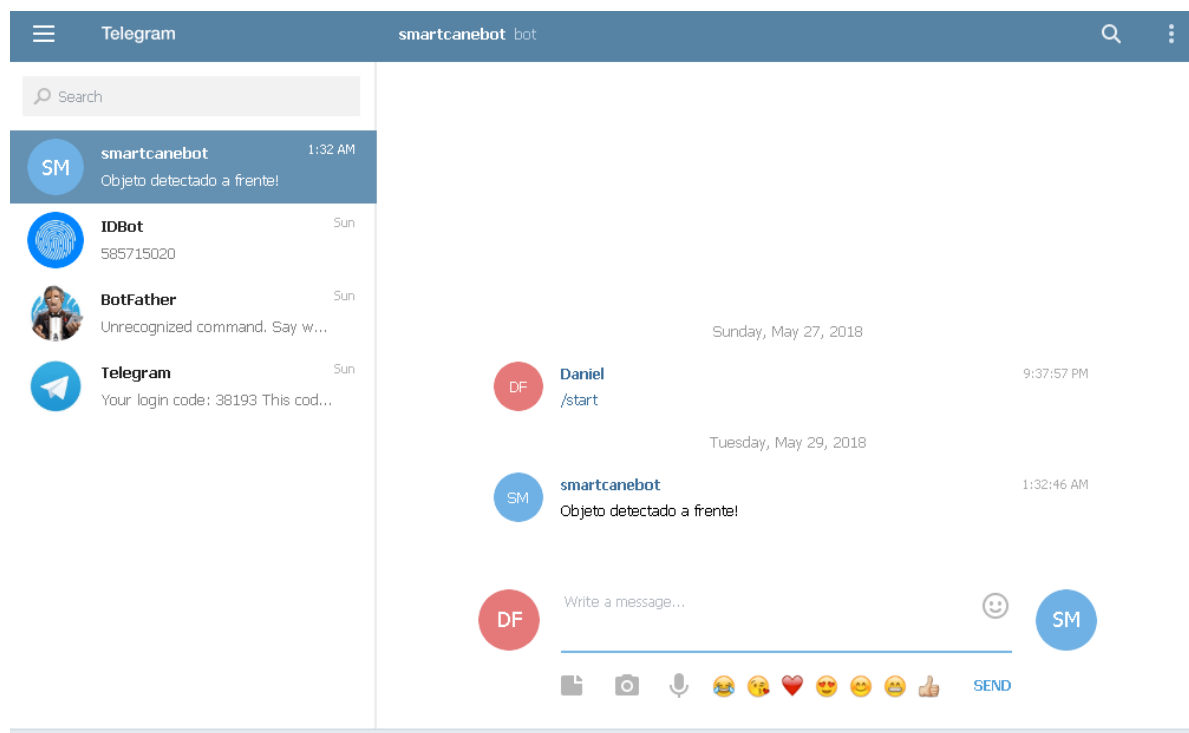 Telegram
smartcanebot bot
Search
SM
smartcanebot
1:32 AM
Objeto detectado a frente!
IDBot
Sun
585715020
BotFather
Sun
Unrecognized command. Say w...
Telegram
Sun
Your login code: 38193 This cod...
Sunday, May 27, 2018
DF
Daniel
9:37:57 PM
/start
Tuesday, May 29, 2018
SM
smartcanebot
1:32:46 AM
Objeto detectado a frente!
DF
Write a message...
SM
SEND